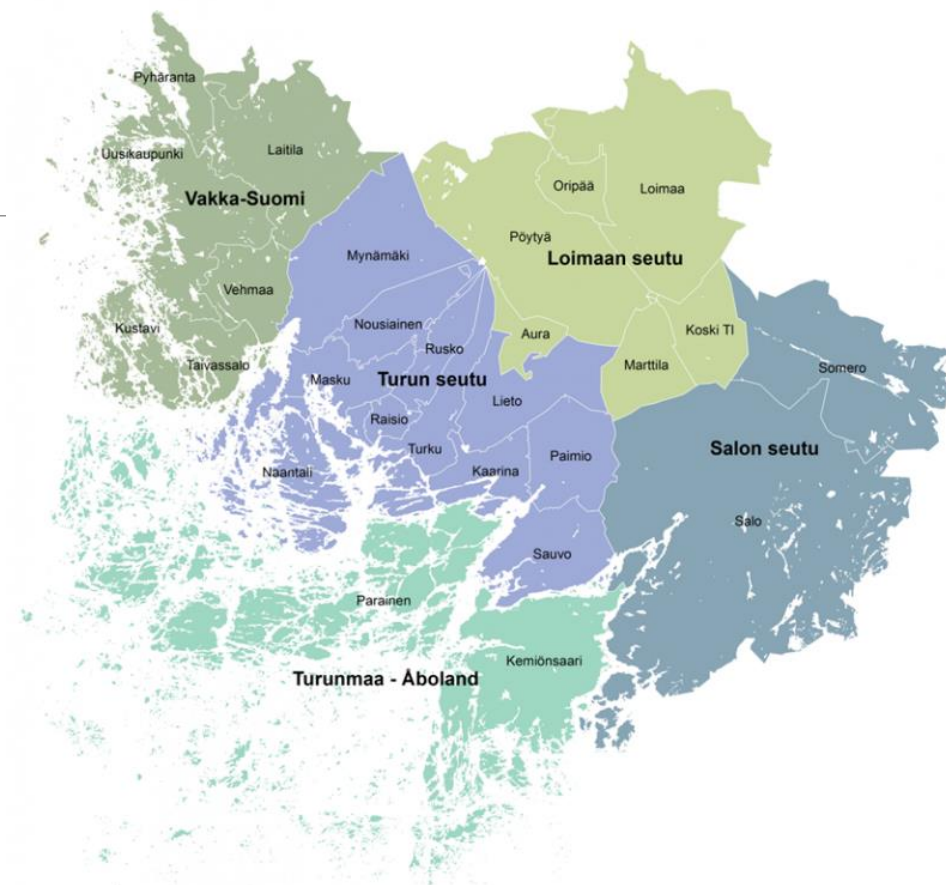 Pyhäranta
Uusikaupunki
Laitila
Vakka-Suomi
Vehmaa
Kustavi
Taivassalo
Oripää
Loimaa
Pöytyä
Loimaan seutu
Aura
Koski Tl
Marttila
Mynämäki
Nousiainen
Rusko
Masku
Turun seutu
Lieto
Raisio
Turku
Naantali
Kaarina
Paimio
Sauvo
Somero
Salon seutu
Salo
Parainen
Kemiönsaari
Turunmaa - Åboland